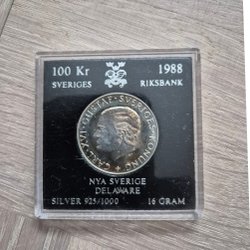 100 Kr 1988
SVERIGES RIKSBANK
CARL·XVI·GUSTAF·SVERIGES·KONUNG
NYA SVERIGE
DELAWARE
SILVER 925/1000 16 GRAM